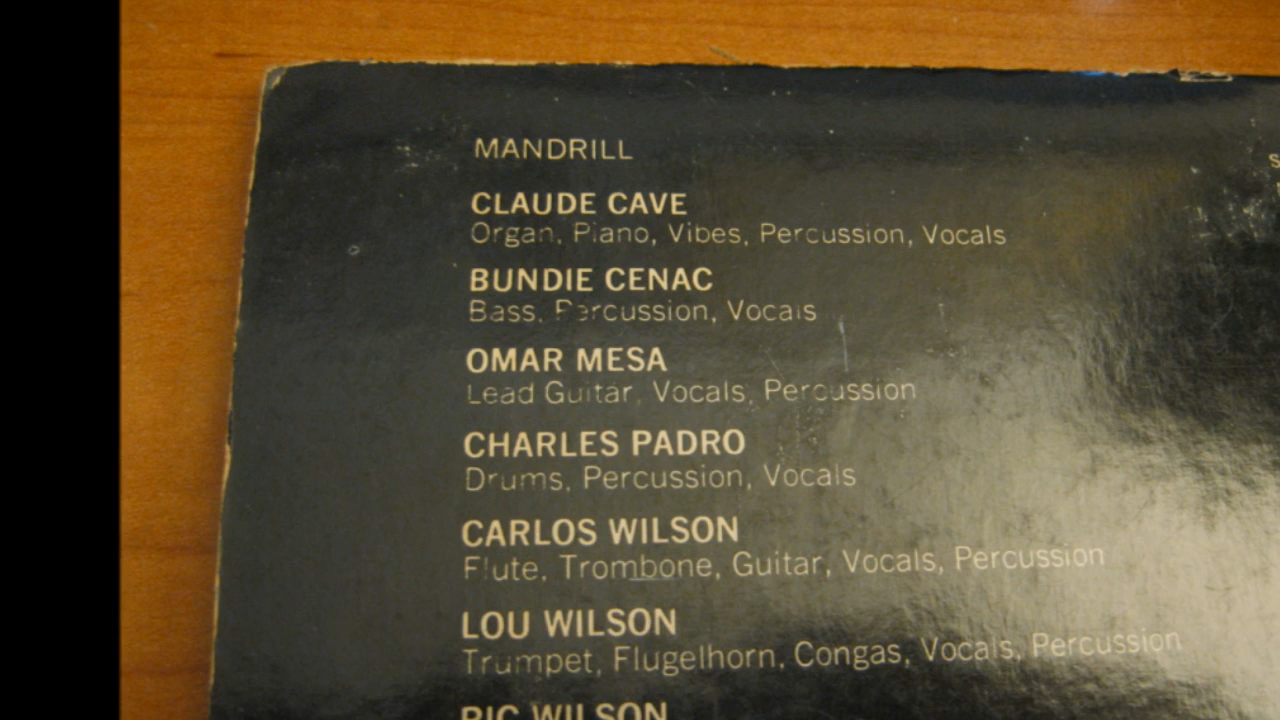 MANDRILL
CLAUDE CAVE
Organ, Piano, Vibes, Percussion, Vocals
BUNDIE CENAC
Bass, Percussion, Vocals
OMAR MESA
Lead Guitar, Vocals, Percussion
CHARLES PADRO
Drums, Percussion, Vocals
CARLOS WILSON
Flute, Trombone, Guitar, Vocals, Percussion
LOU WILSON
Trumpet, Flugelhorn, Congas, Vocals, Percussion
RIC WILSON